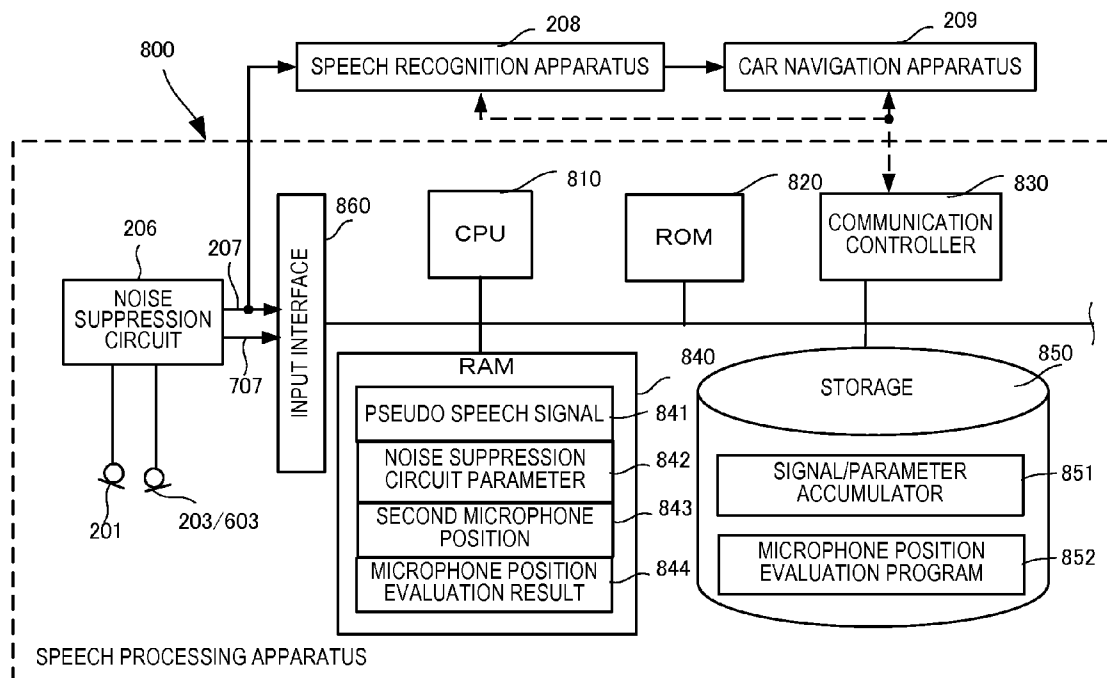 208
209
800
SPEECH RECOGNITION APPARATUS
CAR NAVIGATION APPARATUS
810
820
830
860
206
207
CPU
ROM
COMMUNICATION
CONTROLLER
NOISE
SUPPRESSION
CIRCUIT
INPUT INTERFACE
707
RAM
840
850
STORAGE
PSEUDO SPEECH SIGNAL
841
NOISE SUPPRESSION
CIRCUIT PARAMETER
842
SIGNAL/PARAMETER
ACCUMULATOR
851
201
203/603
SECOND MICROPHONE
POSITION
843
MICROPHONE POSITION
EVALUATION RESULT
844
MICROPHONE POSITION
EVALUATION PROGRAM
852
SPEECH PROCESSING APPARATUS